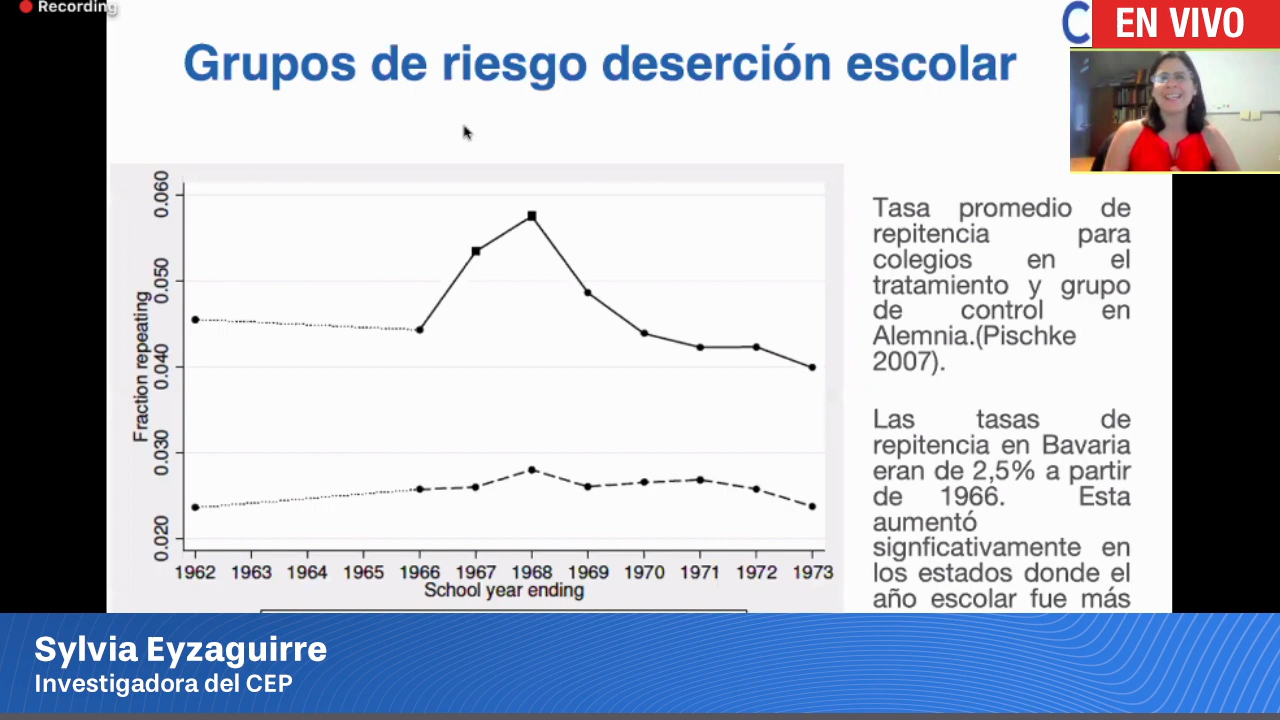 Recording
C
EN VIVO
Grupos de riesgo deserción escolar
0.060
0.050
0.040
0.030
0.020
Fraction repeating
1962 1963 1964 1965 1966 1967 1968 1969 1970 1971 1972 1973
School year ending
Tasa promedio de
repitencia para
colegios en el
tratamiento y grupo
de control en
Alemnia.(Pischke
2007).
Las tasas de
repitencia en Bavaria
eran de 2,5% a partir
de 1966. Esta
aumentó
signficativamente en
los estados donde el
año escolar fue más
Sylvia Eyzaguirre
Investigadora del CEP